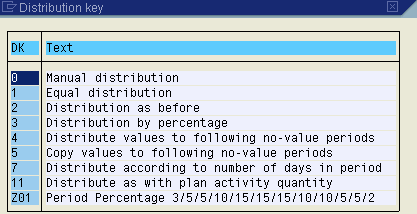 Distribution key
DK Text
0 Manual distribution
1 Equal distribution
2 Distribution as before
3 Distribution by percentage
4 Distribute values to following no-value periods
5 Copy values to following no-value periods
7 Distribute according to number of days in period
11 Distribute as with plan activity quantity
Z01 Period Percentage 3/5/5/10/15/15/15/10/10/5/5/2